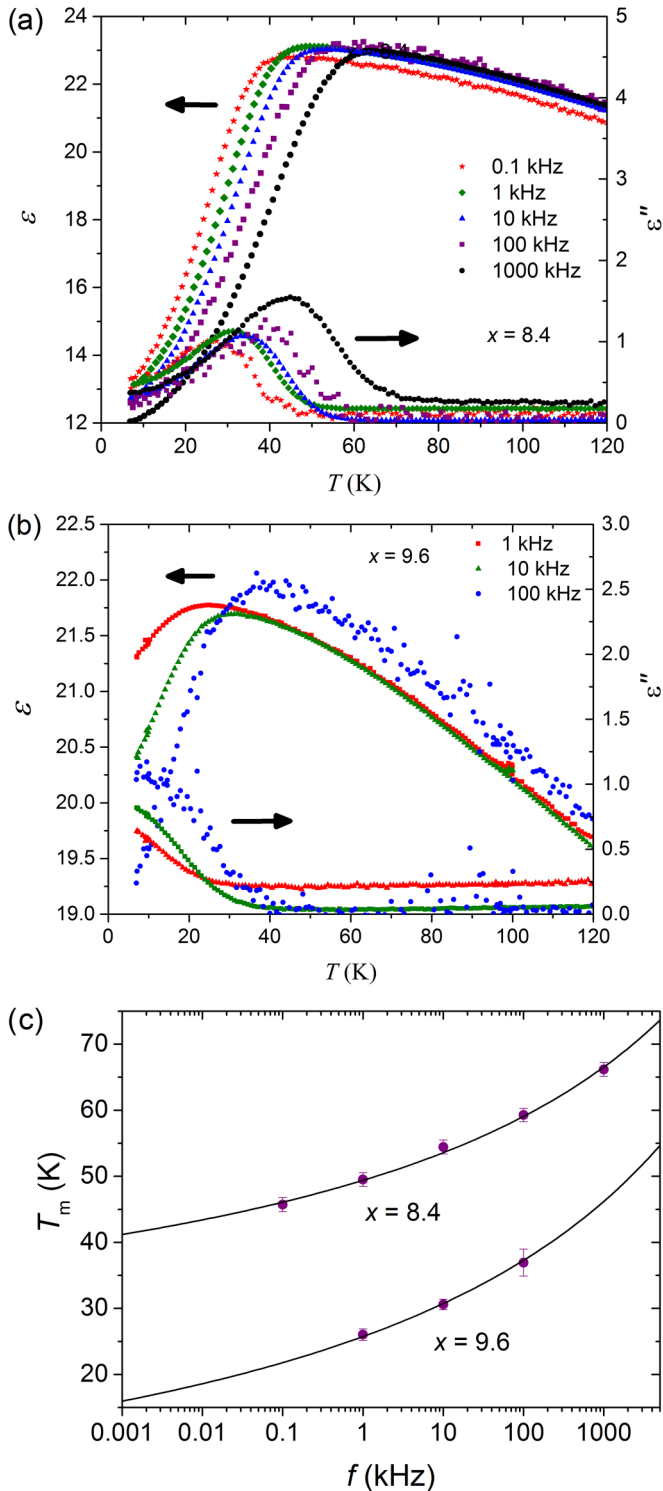 (a)
23
22
20
18
16
14
12
ε
5
4
3
2
1
0
ε"
0.1 kHz
1 kHz
10 kHz
100 kHz
1000 kHz
x = 8.4
0 20 40 60 80 100 120
T (K)
(b)
22.5
22.0
21.5
21.0
20.5
20.0
19.5
19.0
ε
3.0
2.5
2.0
1.5
1.0
0.5
0.0
ε"
x = 9.6
1 kHz
10 kHz
100 kHz
0 20 40 60 80 100 120
T (K)
(c)
70
60
50
40
30
20
Tm (K)
x = 8.4
x = 9.6
0.001 0.01 0.1 1 10 100 1000
f (kHz)